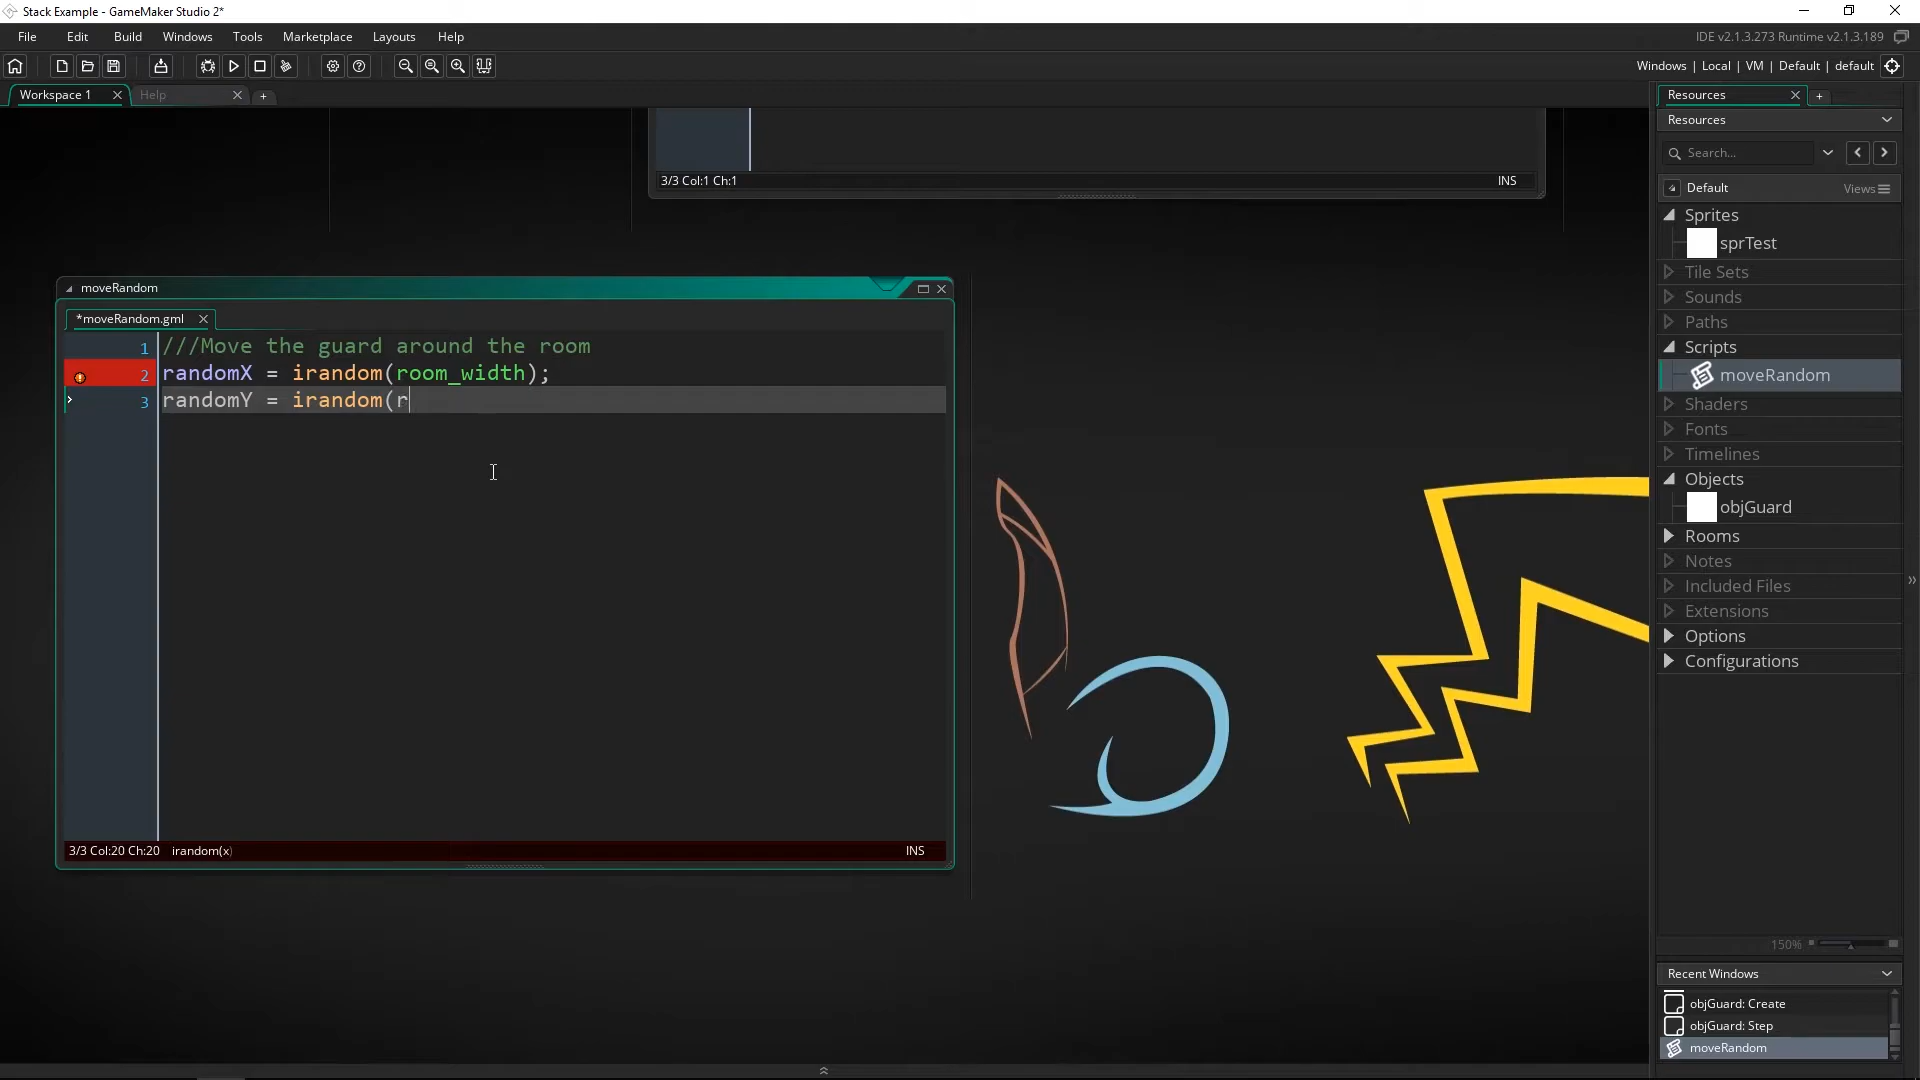 Stack Example - GameMaker Studio 2*
File Edit Build Windows Tools Marketplace Layouts Help
IDE v2.1.3.273 Runtime v2.1.3.189
Windows | Local | VM | Default | default
Workspace 1
Help
3/3 Col:1 Ch:1 INS
moveRandom
*moveRandom.gml
1 ///Move the guard around the room
2 randomX = irandom(room_width);
3 randomY = irandom(r
3/3 Col:20 Ch:20 irandom(x) INS
Resources
Resources
Search...
Default Views
Sprites
sprTest
Tile Sets
Sounds
Paths
Scripts
moveRandom
Shaders
Fonts
Timelines
Objects
objGuard
Rooms
Notes
Included Files
Extensions
Options
Configurations
150%
Recent Windows
objGuard: Create
objGuard: Step
moveRandom